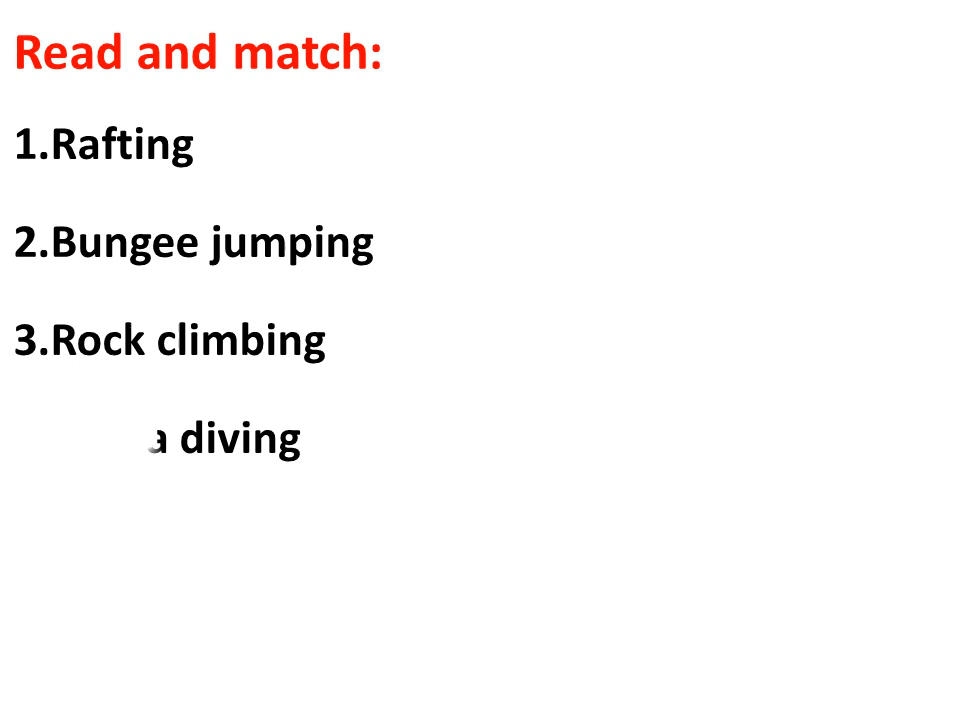 Read and match:
1.Rafting
2.Bungee jumping
3.Rock climbing
diving